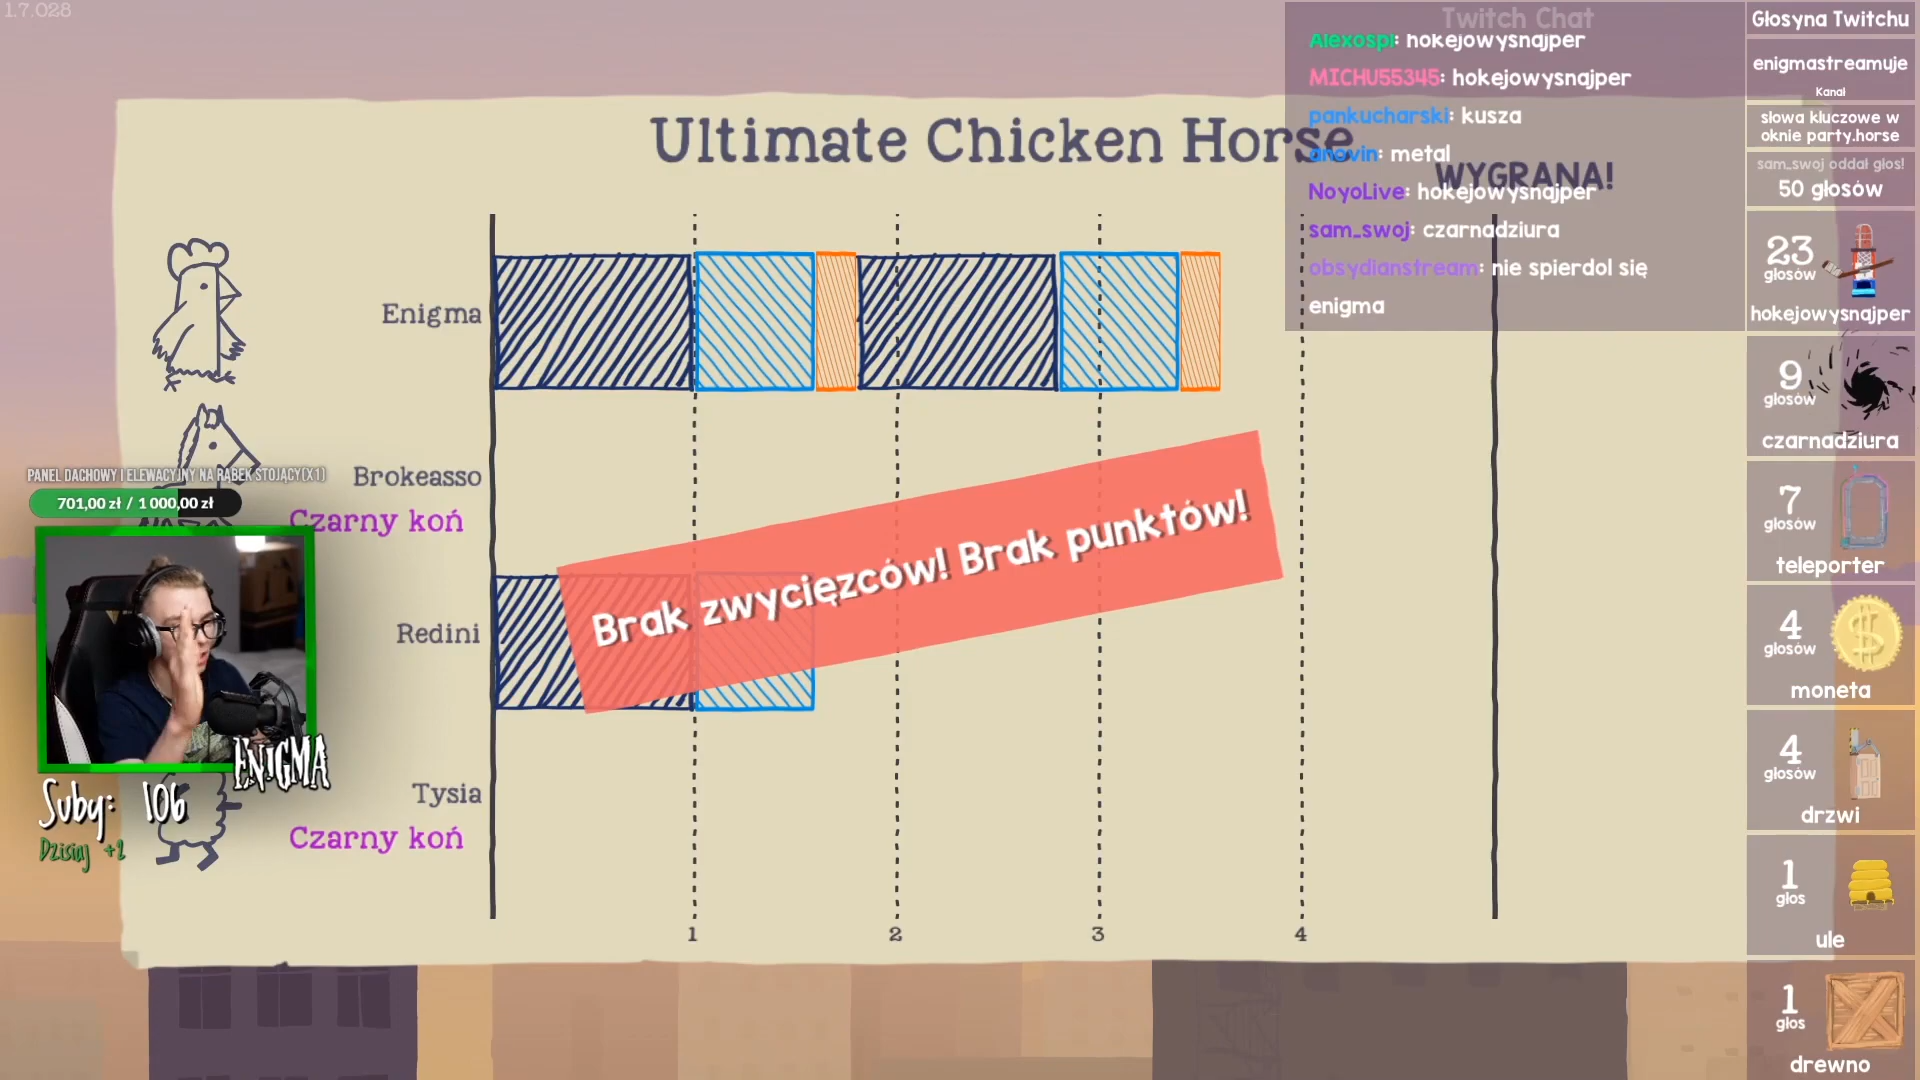 1.7.028
Twitch Chat
Alexospl: hokejowysnajper
MICHU55345: hokejowysnajper
pankucharski: kusza
anovin: metal
NoyoLive: hokejowysnajper
sam_swoj: czarnadziura
obsydianstream: nie spierdol się
enigma
Głosy na Twitchu
enigmastreamuje
Kanał
słowa kluczowe w
oknie party.horse
sam_swoj oddał głos!
50 głosów
23
głosów
hokejowysnajper
9
głosów
czarnadziura
7
głosów
teleporter
4
głosów
moneta
4
głosów
drzwi
1
głos
ule
1
głos
drewno
Ultimate Chicken Horse
WYGRANA!
Enigma
Brokeasso
Czarny koń
Redini
Tysia
Czarny koń
Brak zwycięzców! Brak punktów!
1
2
3
4
PANEL DACHOWY I ELEWACYJNY NA RĄBEK STOJĄCY(X1)
701,00 zł / 1 000,00 zł
ENIGMA
Suby: 106
Dzisiaj +2